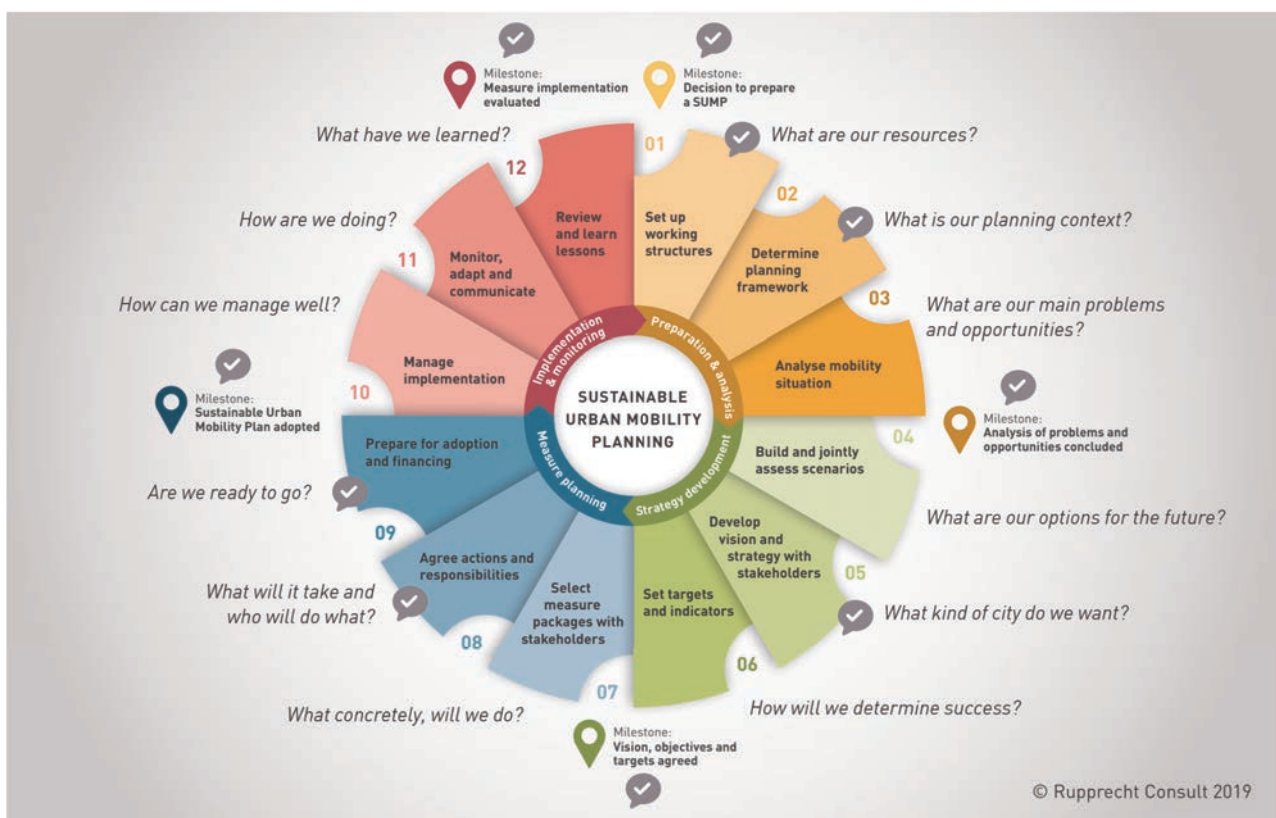 Milestone:
Measure implementation
evaluated
Milestone:
Decision to prepare
a SUMP
What have we learned?
What are our resources?
How are we doing?
What is our planning context?
How can we manage well?
What are our main problems
and opportunities?
01
Set up
working
structures
02
Determine
planning
framework
03
Analyse mobility
situation
Milestone:
Analysis of problems and
opportunities concluded
04
Build and jointly
assess scenarios
What are our options for the future?
05
Develop
vision and
strategy with
stakeholders
What kind of city do we want?
06
Set targets
and indicators
How will we determine success?
Milestone:
Vision, objectives and
targets agreed
07
Select
measure
packages with
stakeholders
What concretely, will we do?
08
Agree actions and
responsibilities
What will it take and
who will do what?
09
Prepare for adoption
and financing
Are we ready to go?
Milestone:
Sustainable Urban
Mobility Plan adopted
10
Manage
implementation
11
Monitor,
adapt and
communicate
12
Review
and learn
lessons
Preparation & analysis
Strategy development
Measure planning
Implementation
& monitoring
SUSTAINABLE
URBAN MOBILITY
PLANNING
© Rupprecht Consult 2019